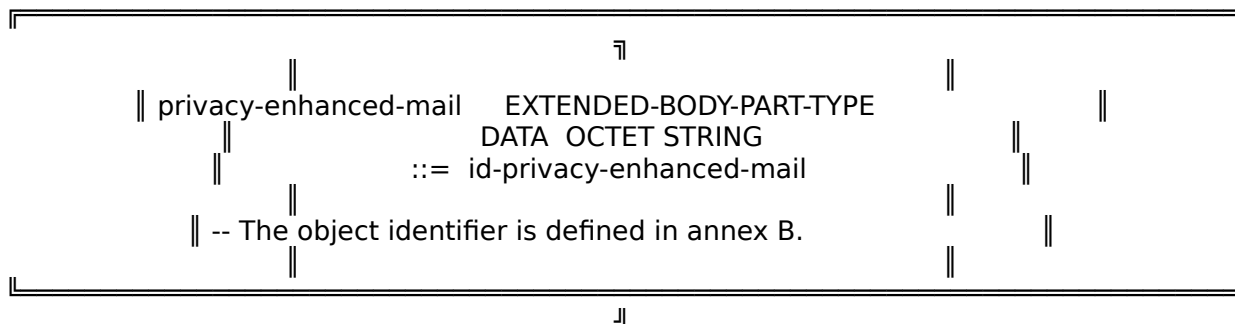 privacy-enhanced-mail EXTENDED-BODY-PART-TYPE
DATA OCTET STRING
::= id-privacy-enhanced-mail
-- The object identifier is defined in annex B.